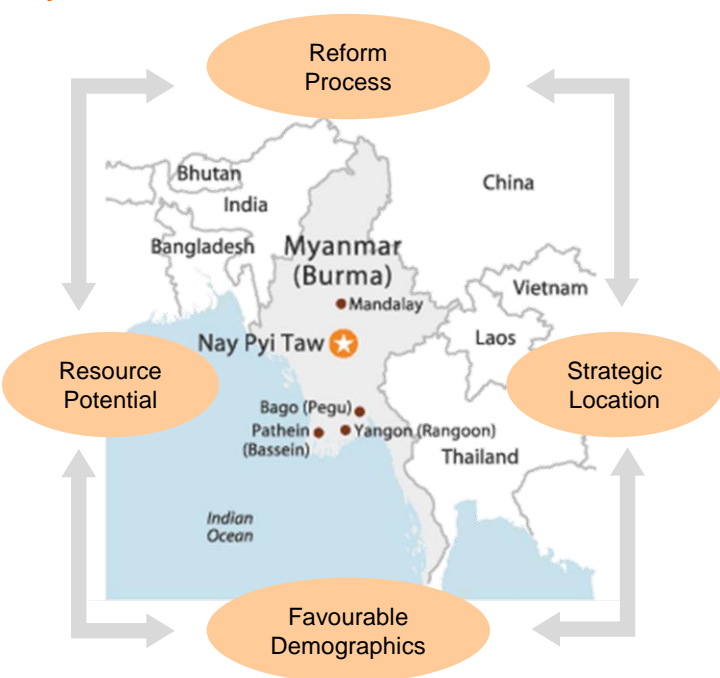 Reform
Process
Bhutan
India
China
Bangladesh
Myanmar
(Burma)
Mandalay
Vietnam
Nay Pyi Taw
Laos
Resource
Potential
Strategic
Location
Bago (Pegu)
Pathein
(Bassein)
Yangon (Rangoon)
Thailand
Indian
Ocean
Favourable
Demographics